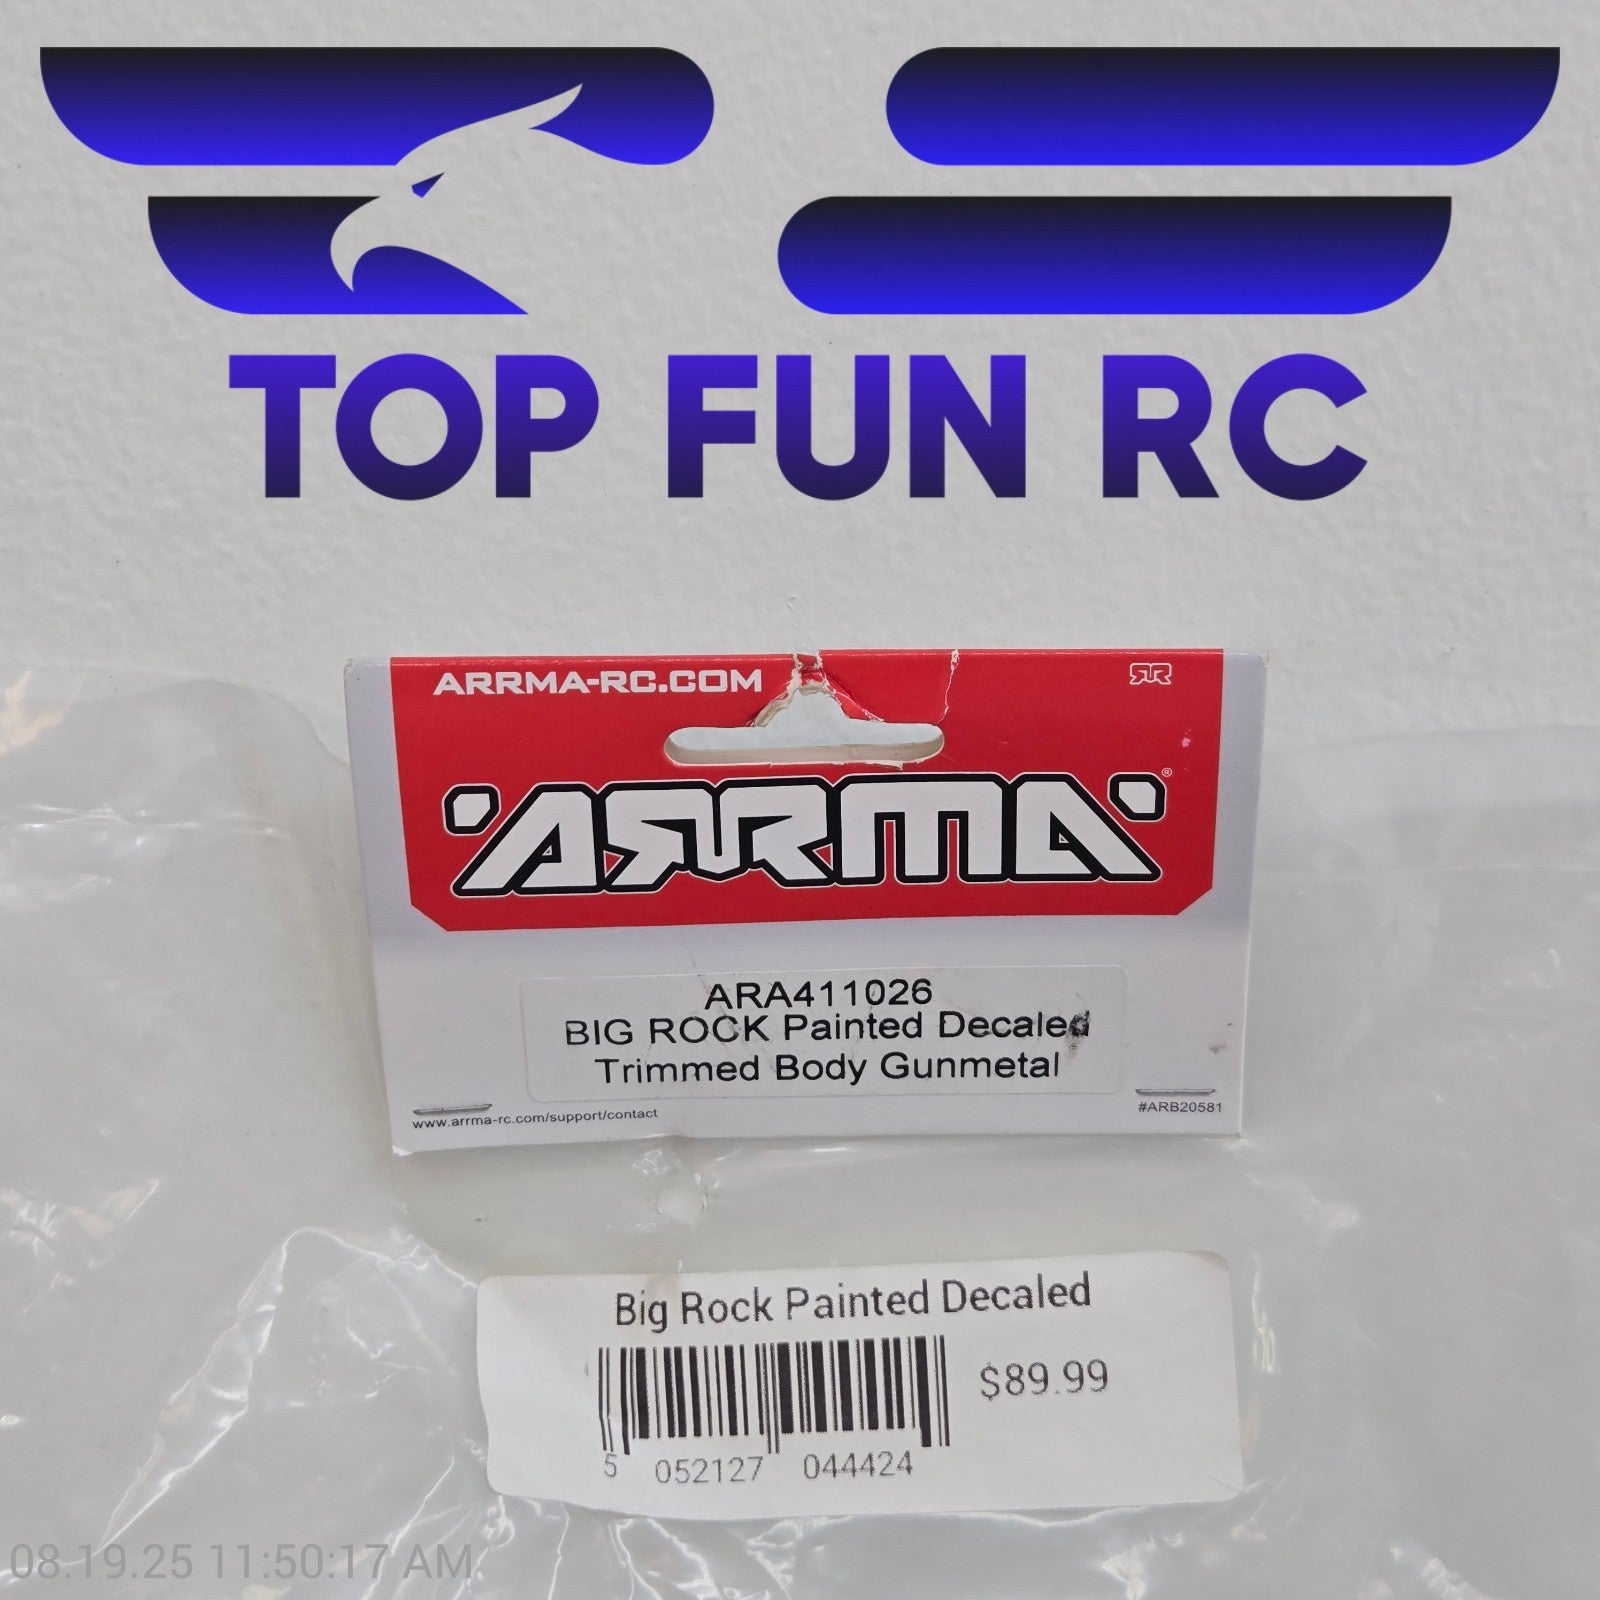 TOP FUN RC
ARRMA-RC.COM
ARRMA®
ARA411026
BIG ROCK Painted Decaled
Trimmed Body Gunmetal
www.arrma-rc.com/support/contact
#ARB20581
Big Rock Painted Decaled
$89.99
5 052127 044424
08.19.25 11:50:17 AM